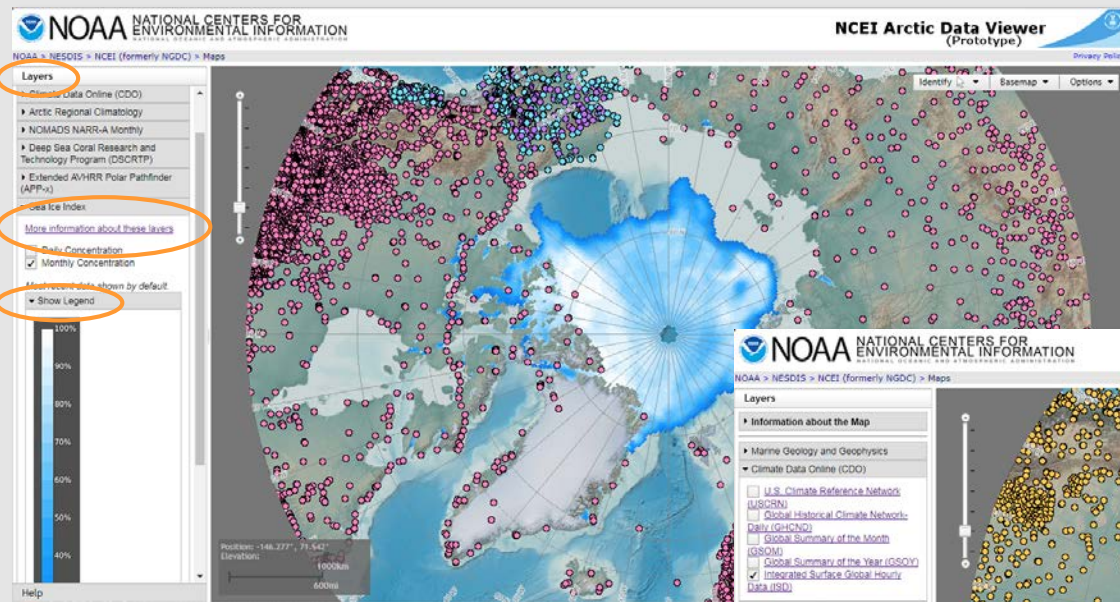 NOAA NATIONAL CENTERS FOR
ENVIRONMENTAL INFORMATION
NATIONAL OCEANIC AND ATMOSPHERIC ADMINISTRATION
NCEI Arctic Data Viewer
(Prototype)
NOAA > NESDIS > NCEI (formerly NGDC) > Maps
Privacy Policy
Layers
Climate Data Online (CDO)
Arctic Regional Climatology
NOMADS NARR-A Monthly
Deep Sea Coral Research and
Technology Program (DSCRTP)
Extended AVHRR Polar Pathfinder
(APP-x)
Sea Ice Index
More information about these layers
Daily Concentration
Monthly Concentration
Most recent data shown by default.
Show Legend
100%
90%
80%
70%
60%
50%
40%
Help
Identify
Basemap
Options
Position: -146.277°, 71.542°
Elevation:
1000km
600mi
NOAA NATIONAL CENTERS FOR
ENVIRONMENTAL INFORMATION
NATIONAL OCEANIC AND ATMOSPHERIC ADMINISTRATION
NOAA > NESDIS > NCEI (formerly NGDC) > Maps
Layers
Information about the Map
Marine Geology and Geophysics
Climate Data Online (CDO)
U.S. Climate Reference Network
(USCRN)
Global Historical Climate Network-
Daily (GHCND)
Global Summary of the Month
(GSOM)
Global Summary of the Year (GSOY)
Integrated Surface Global Hourly
Data (ISD)